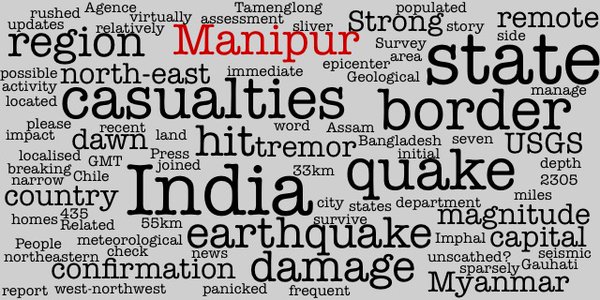 rushed Agence Tamenglong populated
updates virtually assessment sliver Strong story remote
relatively side
region Manipur Survey state
area
epicenter
possible north-east immediate Geological
activity manage
located casualties border
please recent word Assam
impact dawn land hit tremor Bangladesh seven USGS
localised GMT Press initial
breaking joined depth
narrow Chile 33km quake 2305
country India miles
city states department
homes 435 55km survive magnitude
Related
People meteorological earthquake Imphal capital
northeastern check news unscathed? seismic
confirmation damage sparsely Gauhati
Myanmar
report west-northwest panicked frequent